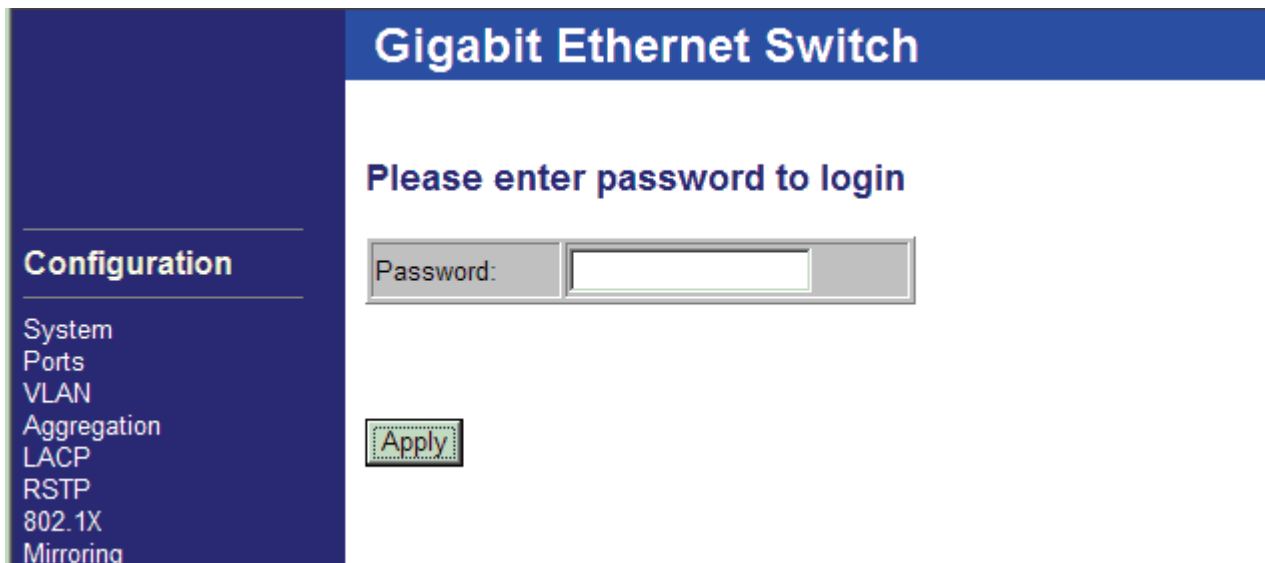 Gigabit Ethernet Switch
Please enter password to login
Password:
Apply
Configuration
System
Ports
VLAN
Aggregation
LACP
RSTP
802.1X
Mirroring